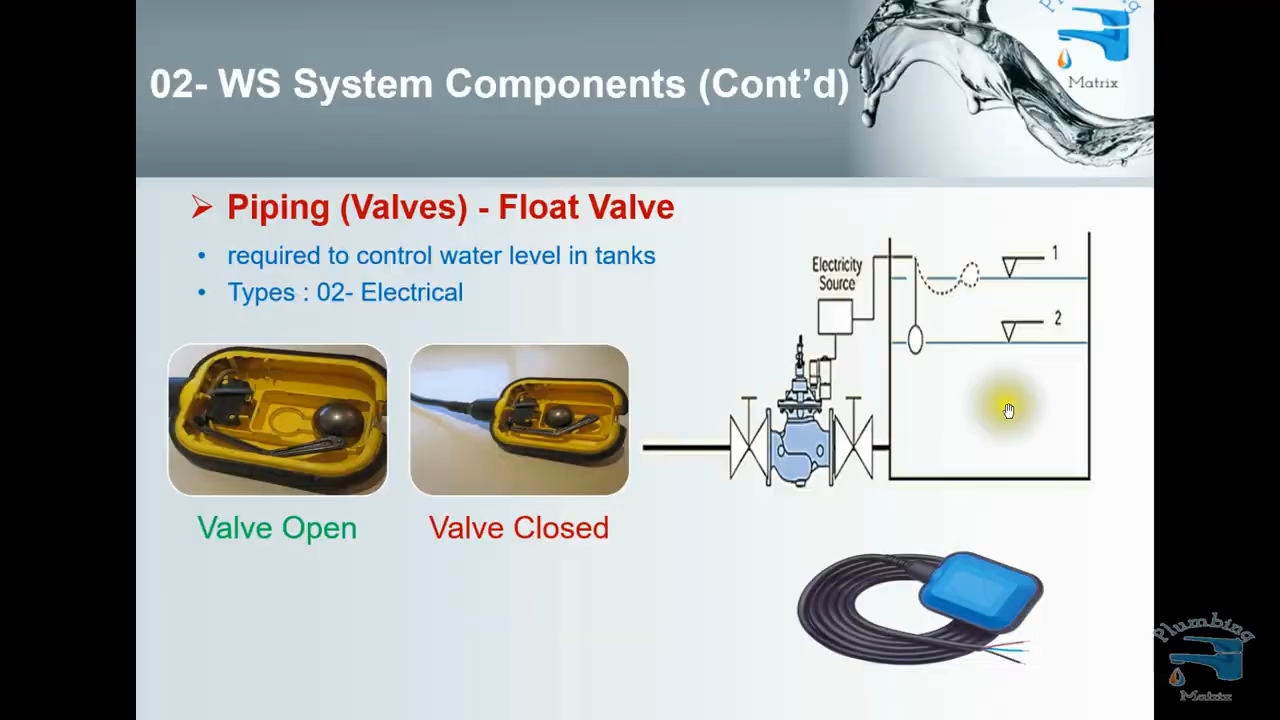 Plumbing
Matrix
02- WS System Components (Cont’d)
➢ Piping (Valves) - Float Valve
• required to control water level in tanks
• Types : 02- Electrical
Electricity
Source
1
2
Valve Open
Valve Closed
Plumbing
Matrix